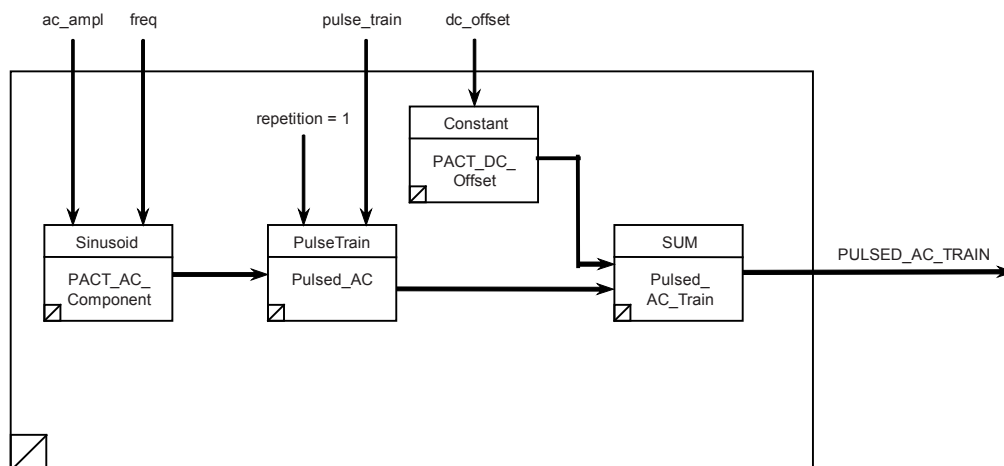 ac_ampl
freq
pulse_train
dc_offset
repetition = 1
Constant
PACT_DC_
Offset
Sinusoid
PACT_AC_
Component
PulseTrain
Pulsed_AC
SUM
Pulsed_
AC_Train
PULSED_AC_TRAIN